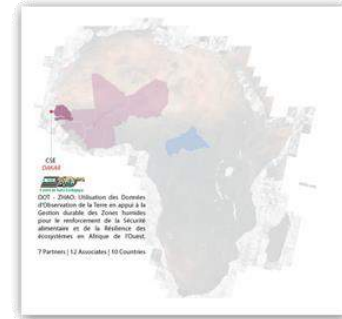 CSE
DAKAR
OOT - ZHAO: Utilisation des Données
d'Observation de la Terre en appui à la
Gestion durable des Zones humides
pour le renforcement de la Sécurité
alimentaire et de la Résilience des
écosystèmes en Afrique de l'Ouest.
7 Partners | 12 Associates | 10 Countries